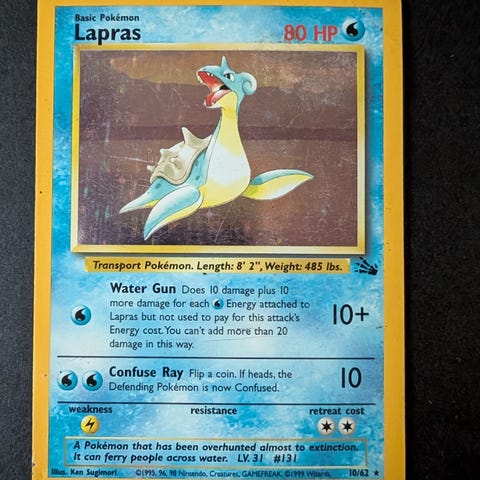 Basic Pokémon
Lapras
80 HP
Transport Pokémon. Length: 8' 2", Weight: 485 lbs.
Water Gun Does 10 damage plus 10
more damage for each Energy attached to
Lapras but not used to pay for this attack's
Energy cost. You can't add more than 20
damage in this way.
10+
Confuse Ray Flip a coin. If heads, the
Defending Pokémon is now Confused.
10
weakness
resistance
retreat cost
A Pokémon that has been overhunted almost to extinction.
It can ferry people across water. LV. 31 #131
Illus. Ken Sugimori
©1995, 96, 98 Nintendo, Creatures, GAMEFREAK. ©1999 Wizards.
10/62